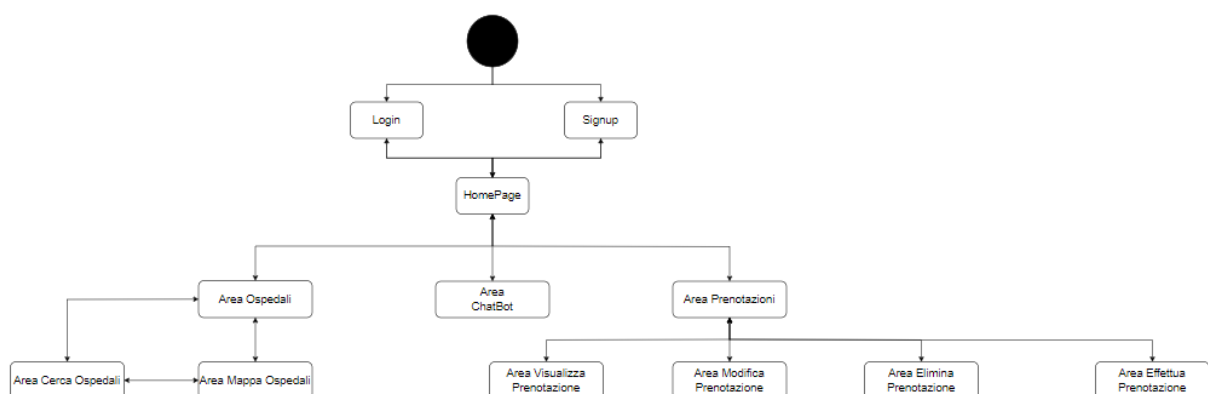 Login
Signup
HomePage
Area Ospedali
Area
ChatBot
Area Prenotazioni
Area Cerca Ospedali
Area Mappa Ospedali
Area Visualizza
Prenotazione
Area Modifica
Prenotazione
Area Elimina
Prenotazione
Area Effettua
Prenotazione